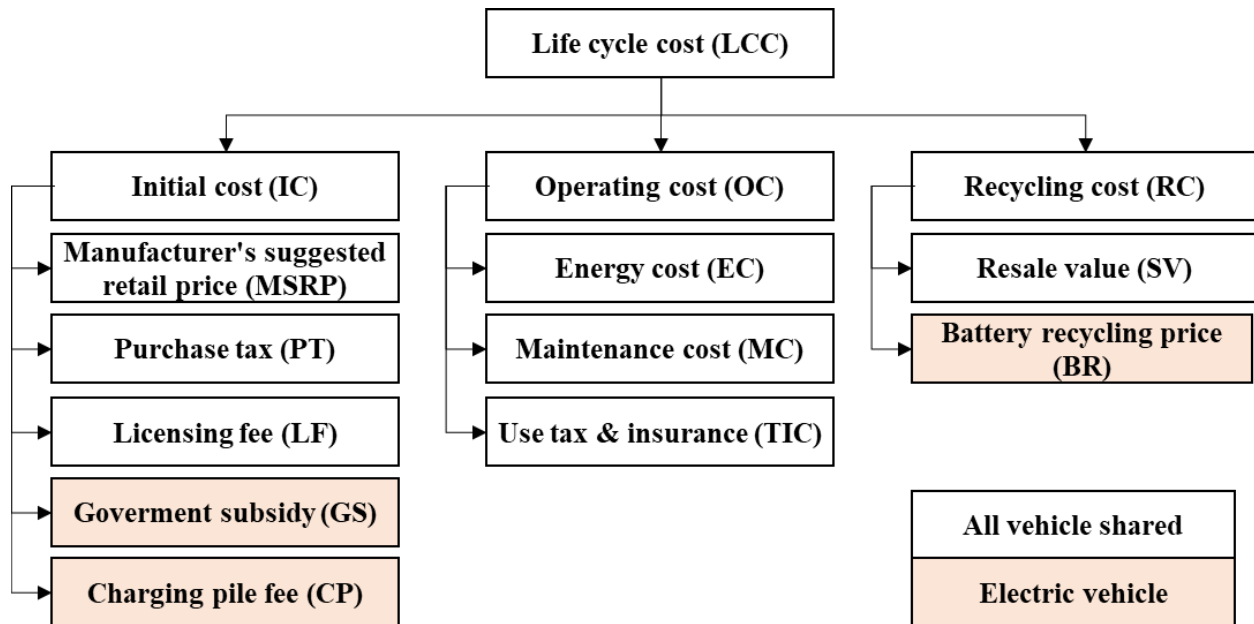 Life cycle cost (LCC)
Initial cost (IC)
Manufacturer's suggested
retail price (MSRP)
Purchase tax (PT)
Licensing fee (LF)
Goverment subsidy (GS)
Charging pile fee (CP)
Operating cost (OC)
Energy cost (EC)
Maintenance cost (MC)
Use tax & insurance (TIC)
Recycling cost (RC)
Resale value (SV)
Battery recycling price
(BR)
All vehicle shared
Electric vehicle